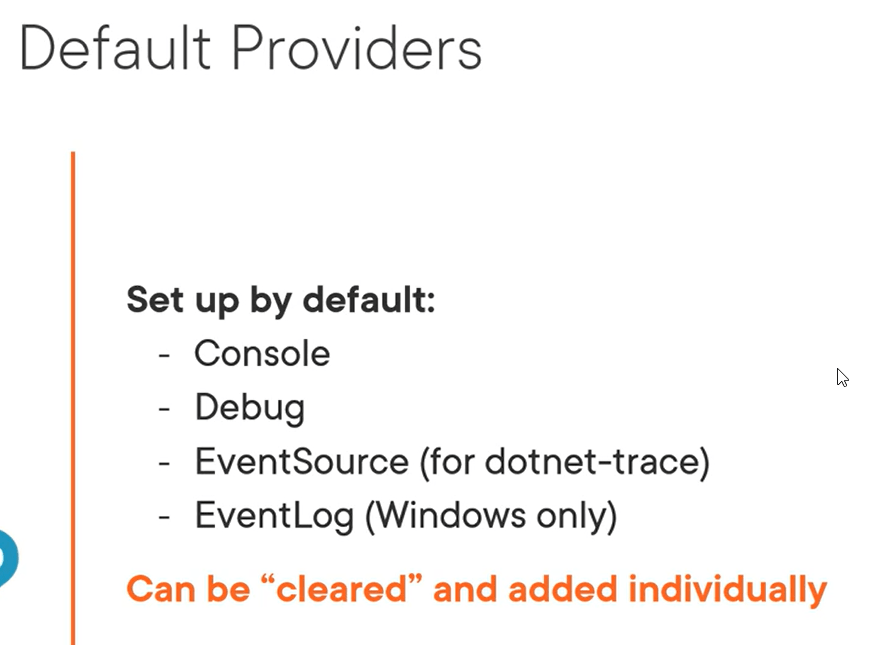 Default Providers
Set up by default:
- Console
- Debug
- EventSource (for dotnet-trace)
- EventLog (Windows only)
Can be “cleared” and added individually